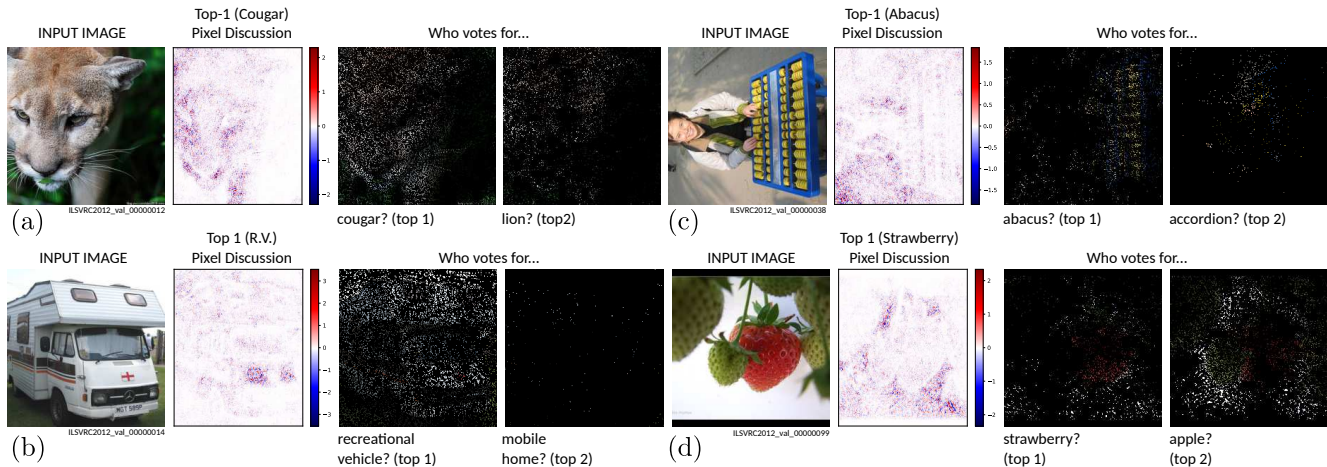 Top-1 (Cougar)
INPUT IMAGE
Pixel Discussion
Who votes for...
2
1
0
−1
−2
ILSVRC2012_val_00000012
(a)
cougar? (top 1)
lion? (top2)
Top-1 (Abacus)
INPUT IMAGE
Pixel Discussion
Who votes for...
1.5
1.0
0.5
0.0
−0.5
−1.0
−1.5
ILSVRC2012_val_00000038
(c)
abacus? (top 1)
accordion? (top 2)
Top 1 (R.V.)
INPUT IMAGE
Pixel Discussion
Who votes for...
3
2
1
0
−1
−2
−3
ILSVRC2012_val_00000014
(b)
recreational
vehicle? (top 1)
mobile
home? (top 2)
Top 1 (Strawberry)
INPUT IMAGE
Pixel Discussion
Who votes for...
2
1
0
−1
−2
ILSVRC2012_val_00000099
(d)
strawberry?
(top 1)
apple?
(top 2)